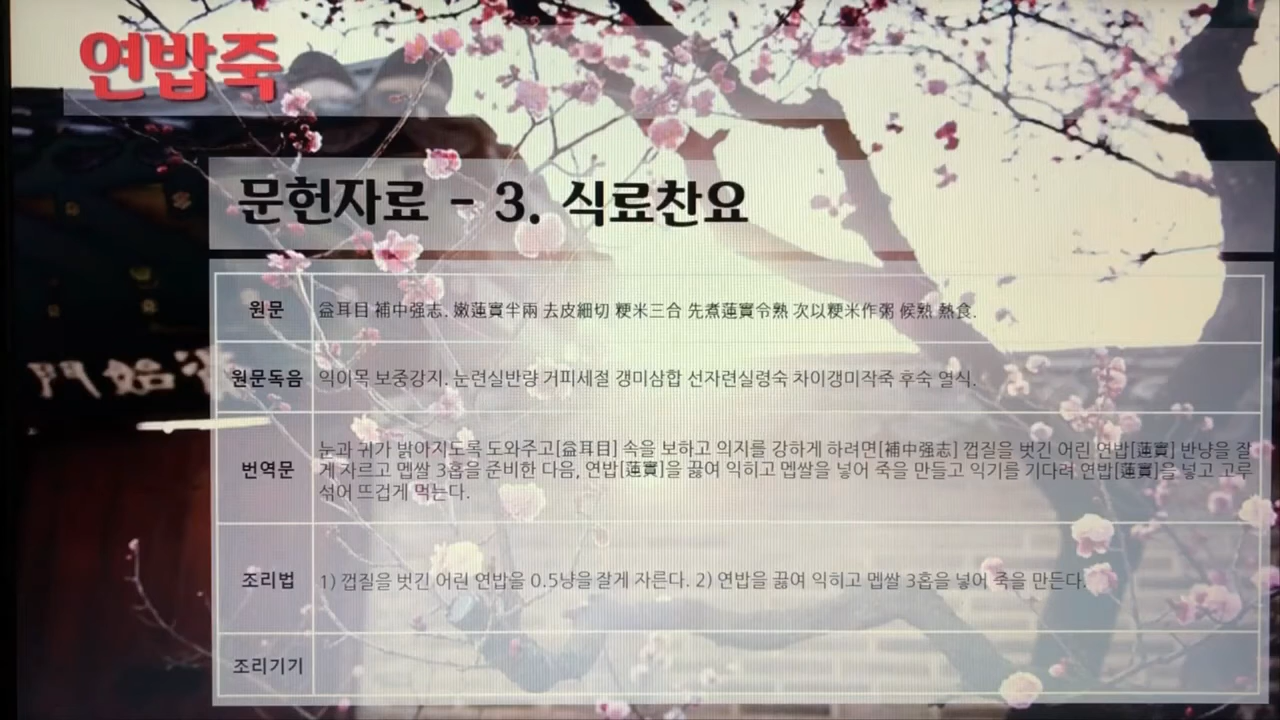 연밥죽
문헌자료 - 3. 식료찬요
원문
益耳目 補中强志. 嫩蓮實半兩 去皮細切 粳米三合 先煮蓮實令熟 次以粳米作粥 候熟 熱食.
원문독음
익이목 보중강지. 눈련실반량 거피세절 갱미삼합 선자련실령숙 차이갱미작죽 후숙 열식.
번역문
눈과 귀가 밝아지도록 도와주고[益耳目] 속을 보하고 의지를 강하게 하려면[補中强志] 껍질을 벗긴 어린 연밥[蓮實] 반냥을 잘
게 자르고 멥쌀 3홉을 준비한 다음, 연밥[蓮實]을 끓여 익히고 멥쌀을 넣어 죽을 만들고 익기를 기다려 연밥[蓮實]을 넣고 고루
섞어 뜨겁게 먹는다.
조리법
1) 껍질을 벗긴 어린 연밥을 0.5냥을 잘게 자른다. 2) 연밥을 끓여 익히고 멥쌀 3홉을 넣어 죽을 만든다.
조리기기
門始